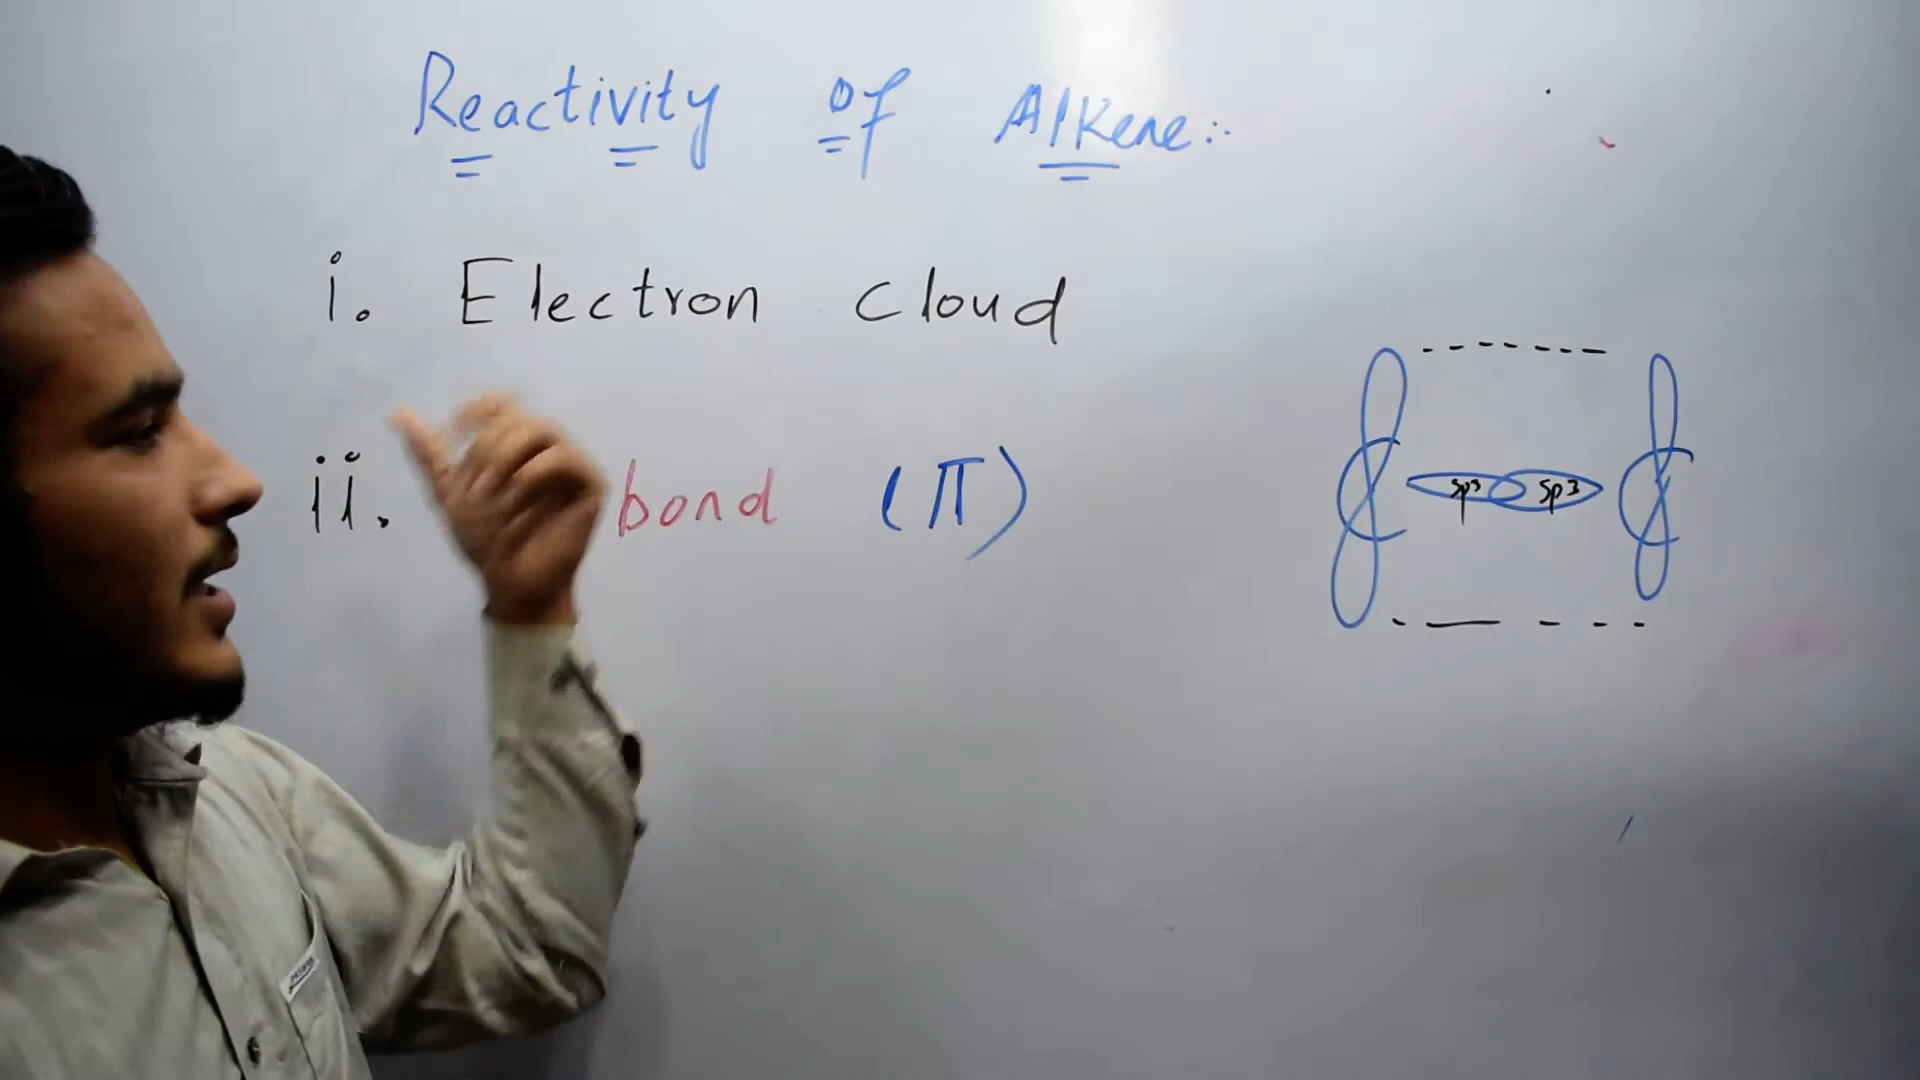 Reactivity of Alkene:.
i. Electron cloud
ii. bond (π)
C sp3 sp3 C